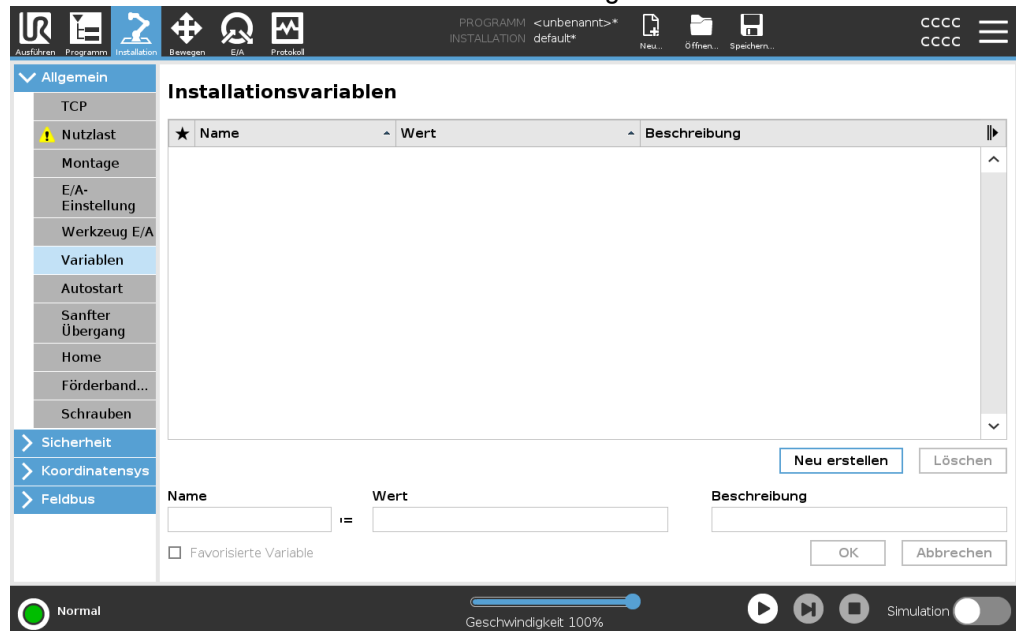 PROGRAMM <unbenannt>*
INSTALLATION default*
UR
Ausführen Programm Installation Bewegen E/A Protokoll Neu... Öffnen... Speichern...
CCCC
CCCC
Allgemein
TCP
Nutzlast
Montage
E/A-
Einstellung
Werkzeug E/A
Variablen
Autostart
Sanfter
Übergang
Home
Förderband...
Schrauben
Sicherheit
Koordinatensys
Feldbus
Installationsvariablen
★ Name Wert Beschreibung
Neu erstellen Löschen
Name Wert Beschreibung
:=
Favorisierte Variable OK Abbrechen
Normal Geschwindigkeit 100% Simulation